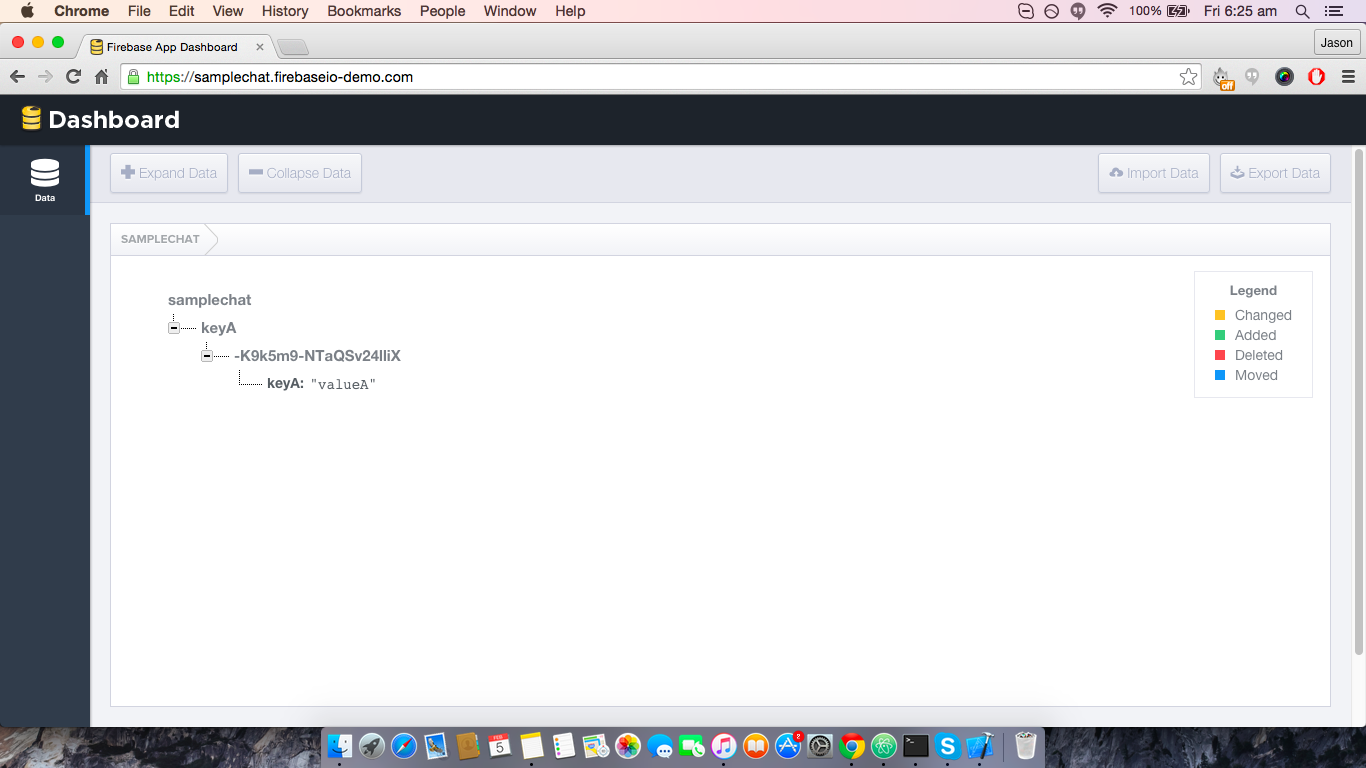 Chrome File Edit View History Bookmarks People Window Help 100% Fri 6:25 am
Firebase App Dashboard
Jason
https://samplechat.firebaseio-demo.com
off
Dashboard
Data
Expand Data Collapse Data Import Data Export Data
SAMPLECHAT
samplechat
keyA
-K9k5m9-NTaQSv24lliX
keyA: "valueA"
Legend
Changed
Added
Deleted
Moved
FEB
5
2